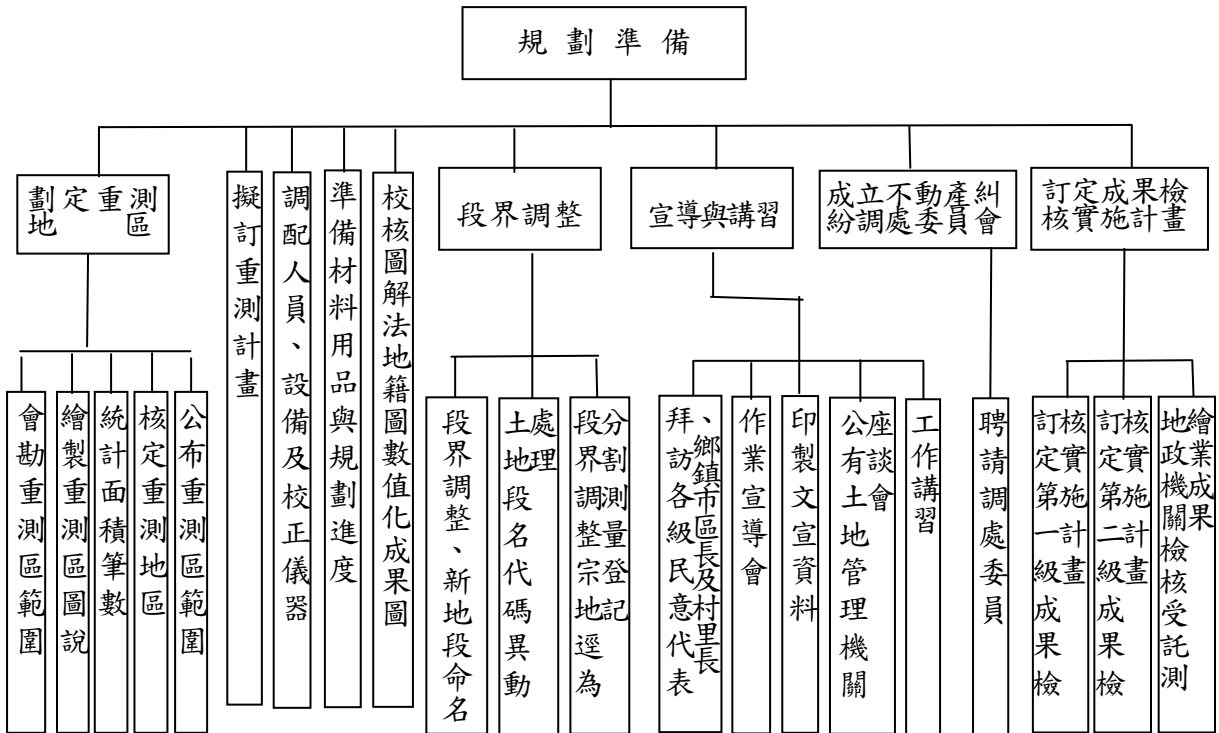 規劃準備
劃定重測
地區
擬訂重測計畫
調配人員、設備及校正儀器
準備材料用品與規劃進度
校核圖解法地籍圖數值化成果圖
段界調整
宣導與講習
成立不動產糾
紛調處委員會
訂定成果檢
核實施計畫
會勘重測區範圍
繪製重測區圖說
統計面積筆數
核定重測地區
公布重測區範圍
段界調整、新地段命名
土地段名代碼異動
處理
段界調整宗地逕為
分割測量登記
拜訪各級民意代表
、鄉鎮市區長及村里長
作業宣導會
印製文宣資料
公有土地管理機關
座談會
工作講習
聘請調處委員
訂定第一級成果檢
核實施計畫
訂定第二級成果檢
核實施計畫
地政機關檢核受託測
繪業成果